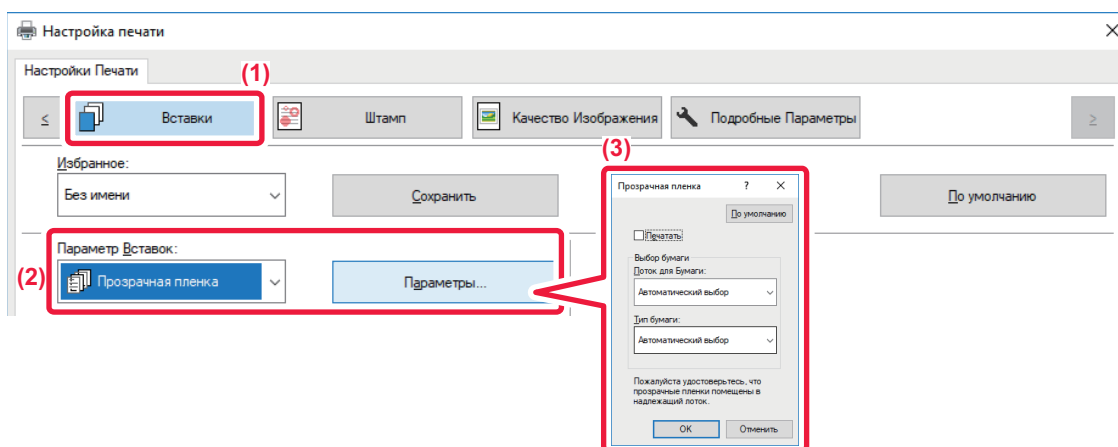 Настройка печати
Настройки Печати
(1)
<
Вставки
Штамп
Качество Изображения
Подробные Параметры
>
Избранное:
Без имени
Сохранить
По умолчанию
(2)
Параметр Вставок:
Прозрачная пленка
Параметры...
(3)
Прозрачная пленка ?
По умолчанию
Печатать
Выбор бумаги
Лоток для Бумаги:
Автоматический выбор
Тип бумаги:
Автоматический выбор
Пожалуйста удостоверьтесь, что
прозрачные пленки помещены в
надлежащий лоток.
OK
Отменить